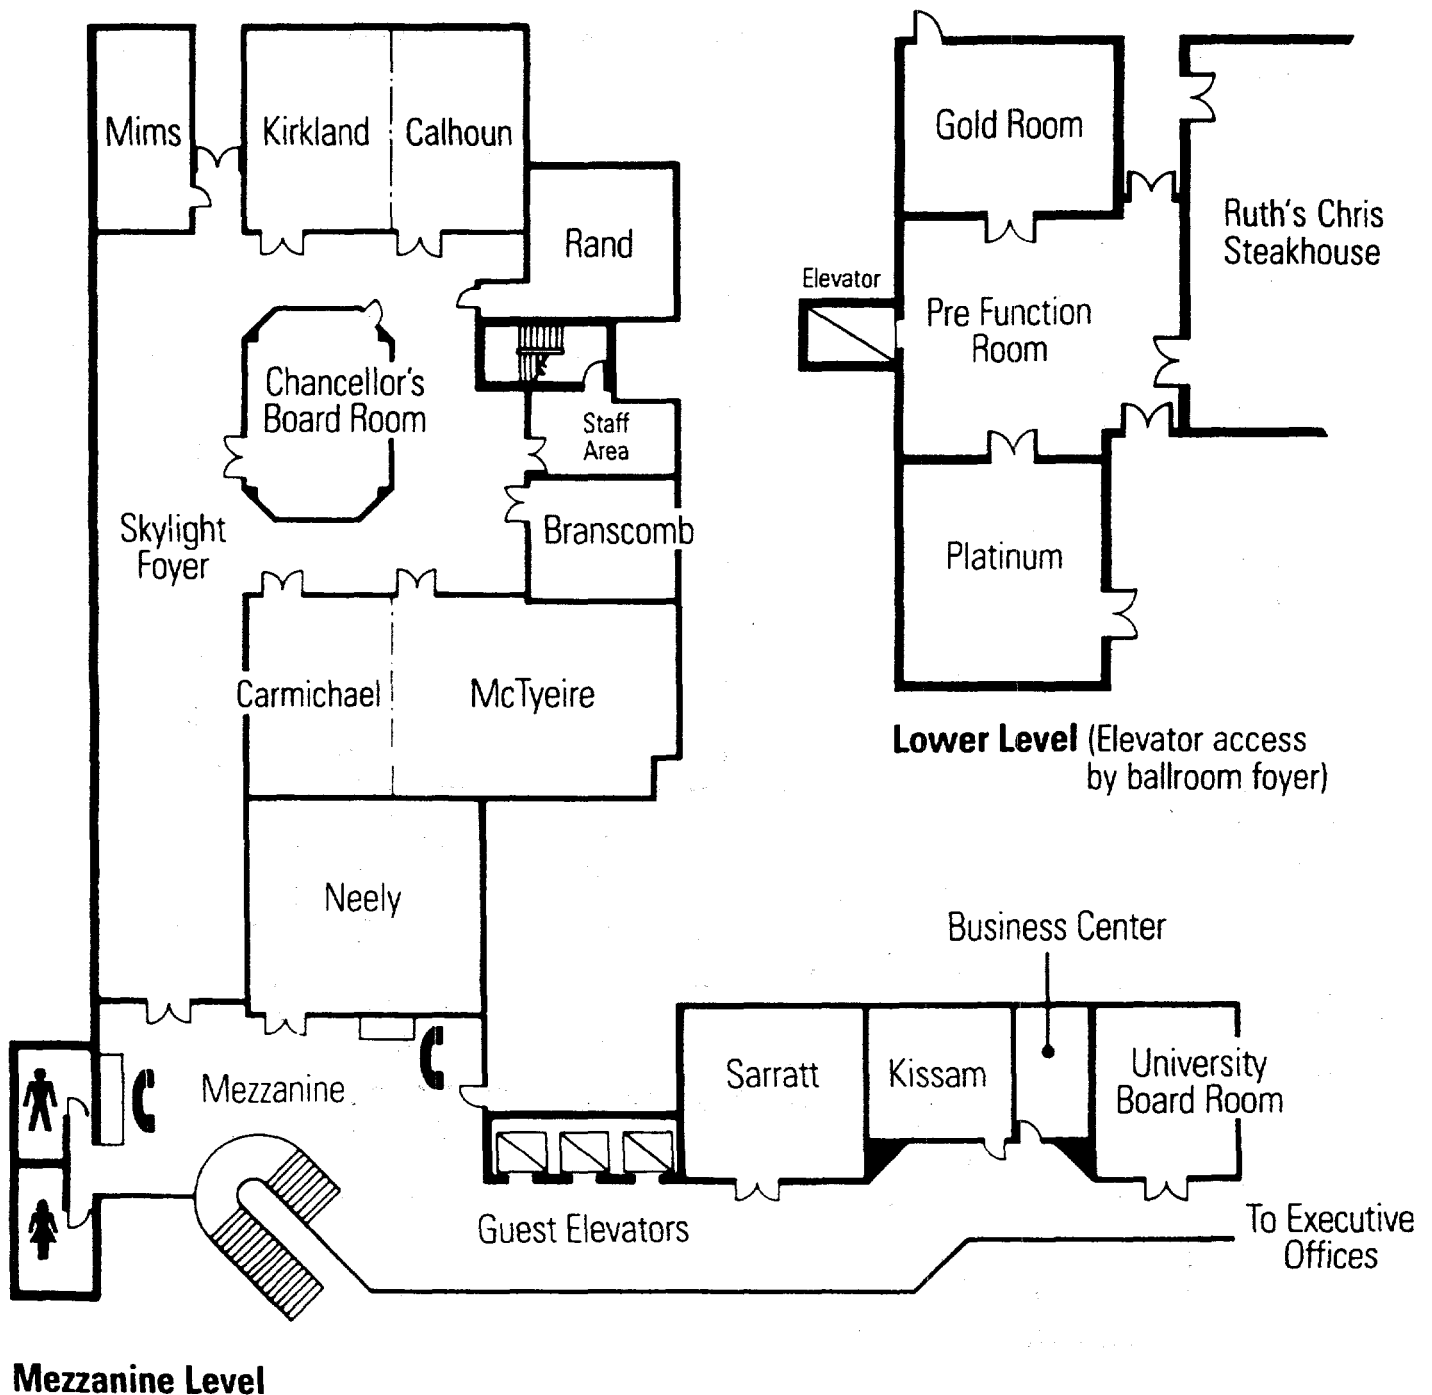 Mims
Kirkland
Calhoun
Rand
Chancellor's
Board Room
Staff
Area
Branscomb
Skylight
Foyer
Carmichael
McTyeire
Neely
Mezzanine
Guest Elevators
Sarratt
Kissam
Business Center
University
Board Room
To Executive
Offices
Mezzanine Level
Gold Room
Ruth's Chris
Steakhouse
Elevator
Pre Function
Room
Platinum
Lower Level (Elevator access
by ballroom foyer)